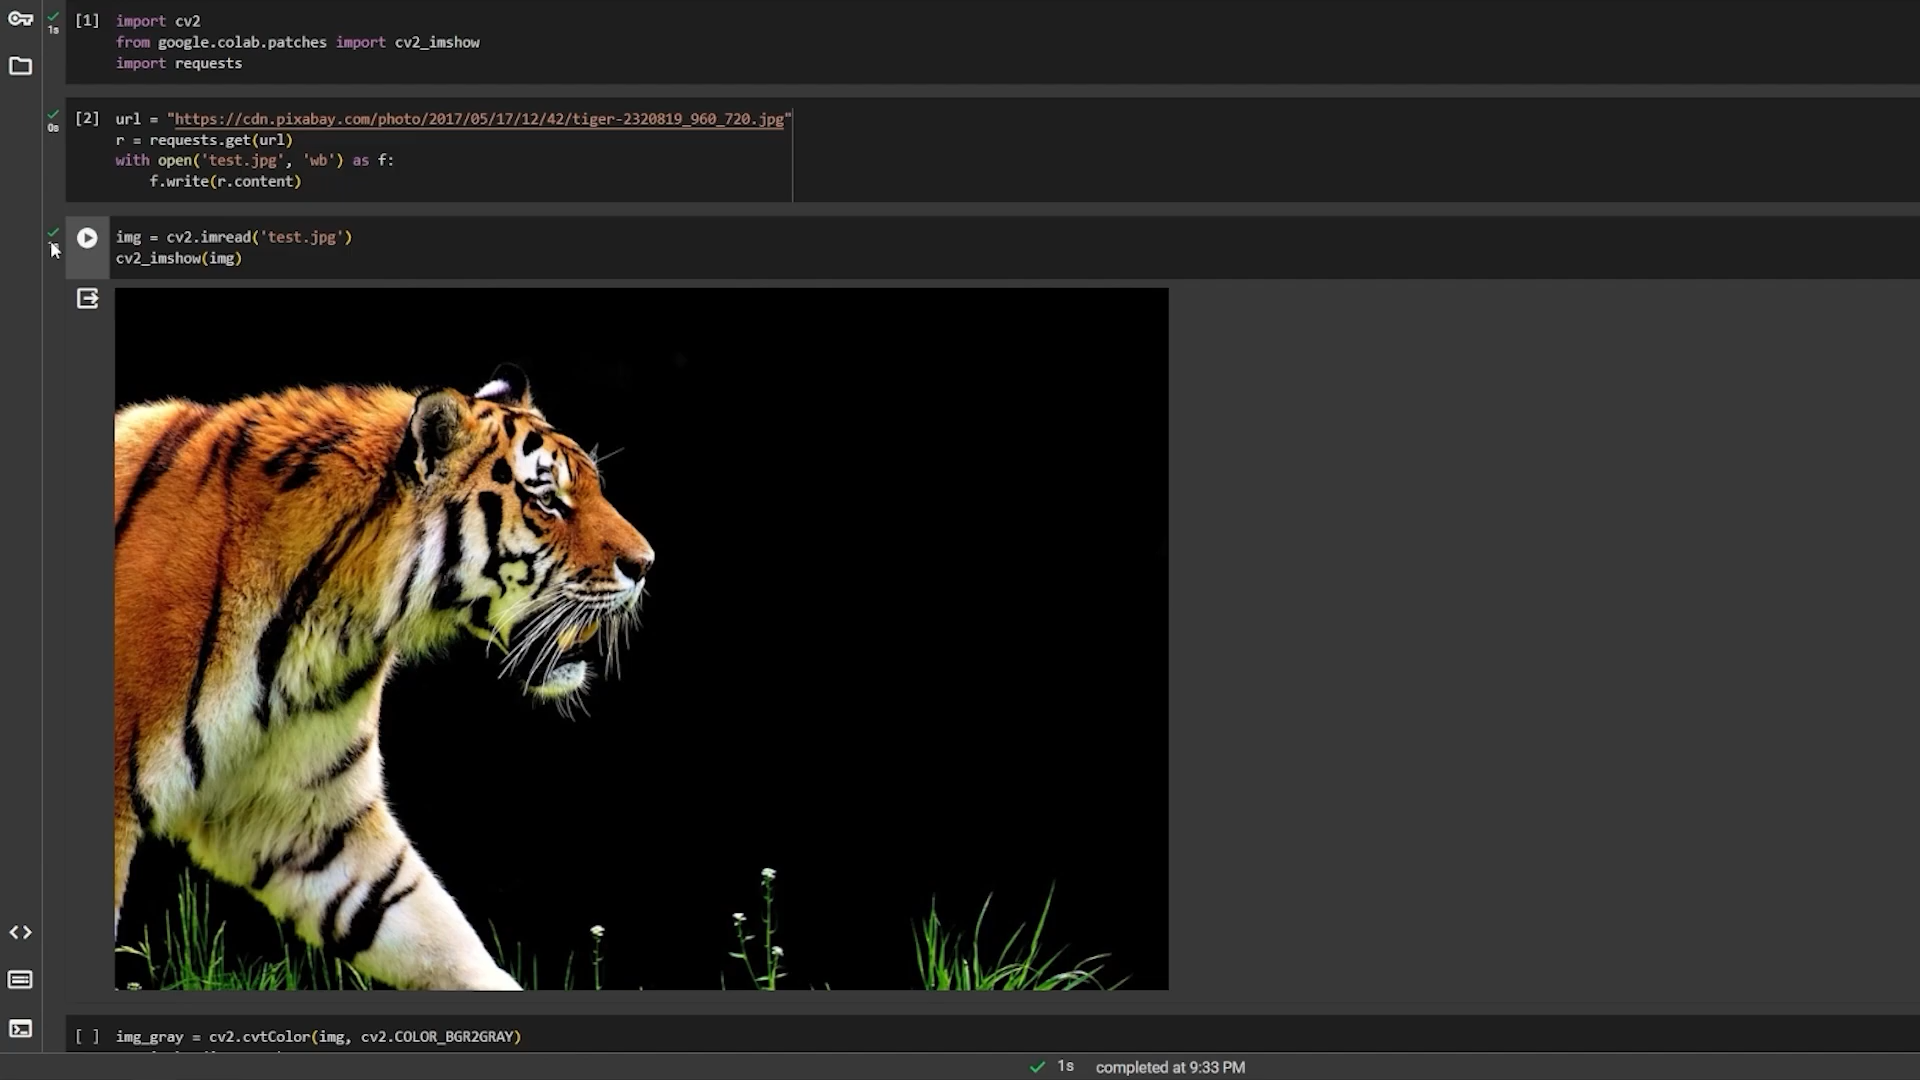 [1] import cv2
1s
from google.colab.patches import cv2_imshow
import requests
[2] url = "https://cdn.pixabay.com/photo/2017/05/17/12/42/tiger-2320819_960_720.jpg"
0s
r = requests.get(url)
with open('test.jpg', 'wb') as f:
f.write(r.content)
img = cv2.imread('test.jpg')
cv2_imshow(img)
[ ] img_gray = cv2.cvtColor(img, cv2.COLOR_BGR2GRAY)
1s completed at 9:33 PM